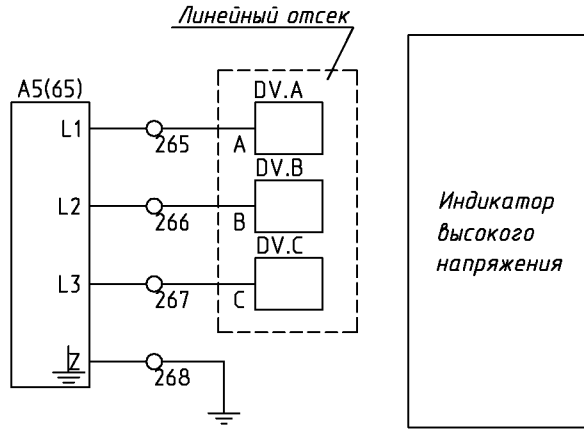 Линейный отсек
A5(65)
DV.A
L1
265
A
DV.B
L2
266
B
DV.C
L3
267
C
Z
268
Индикатор
высокого
напряжения